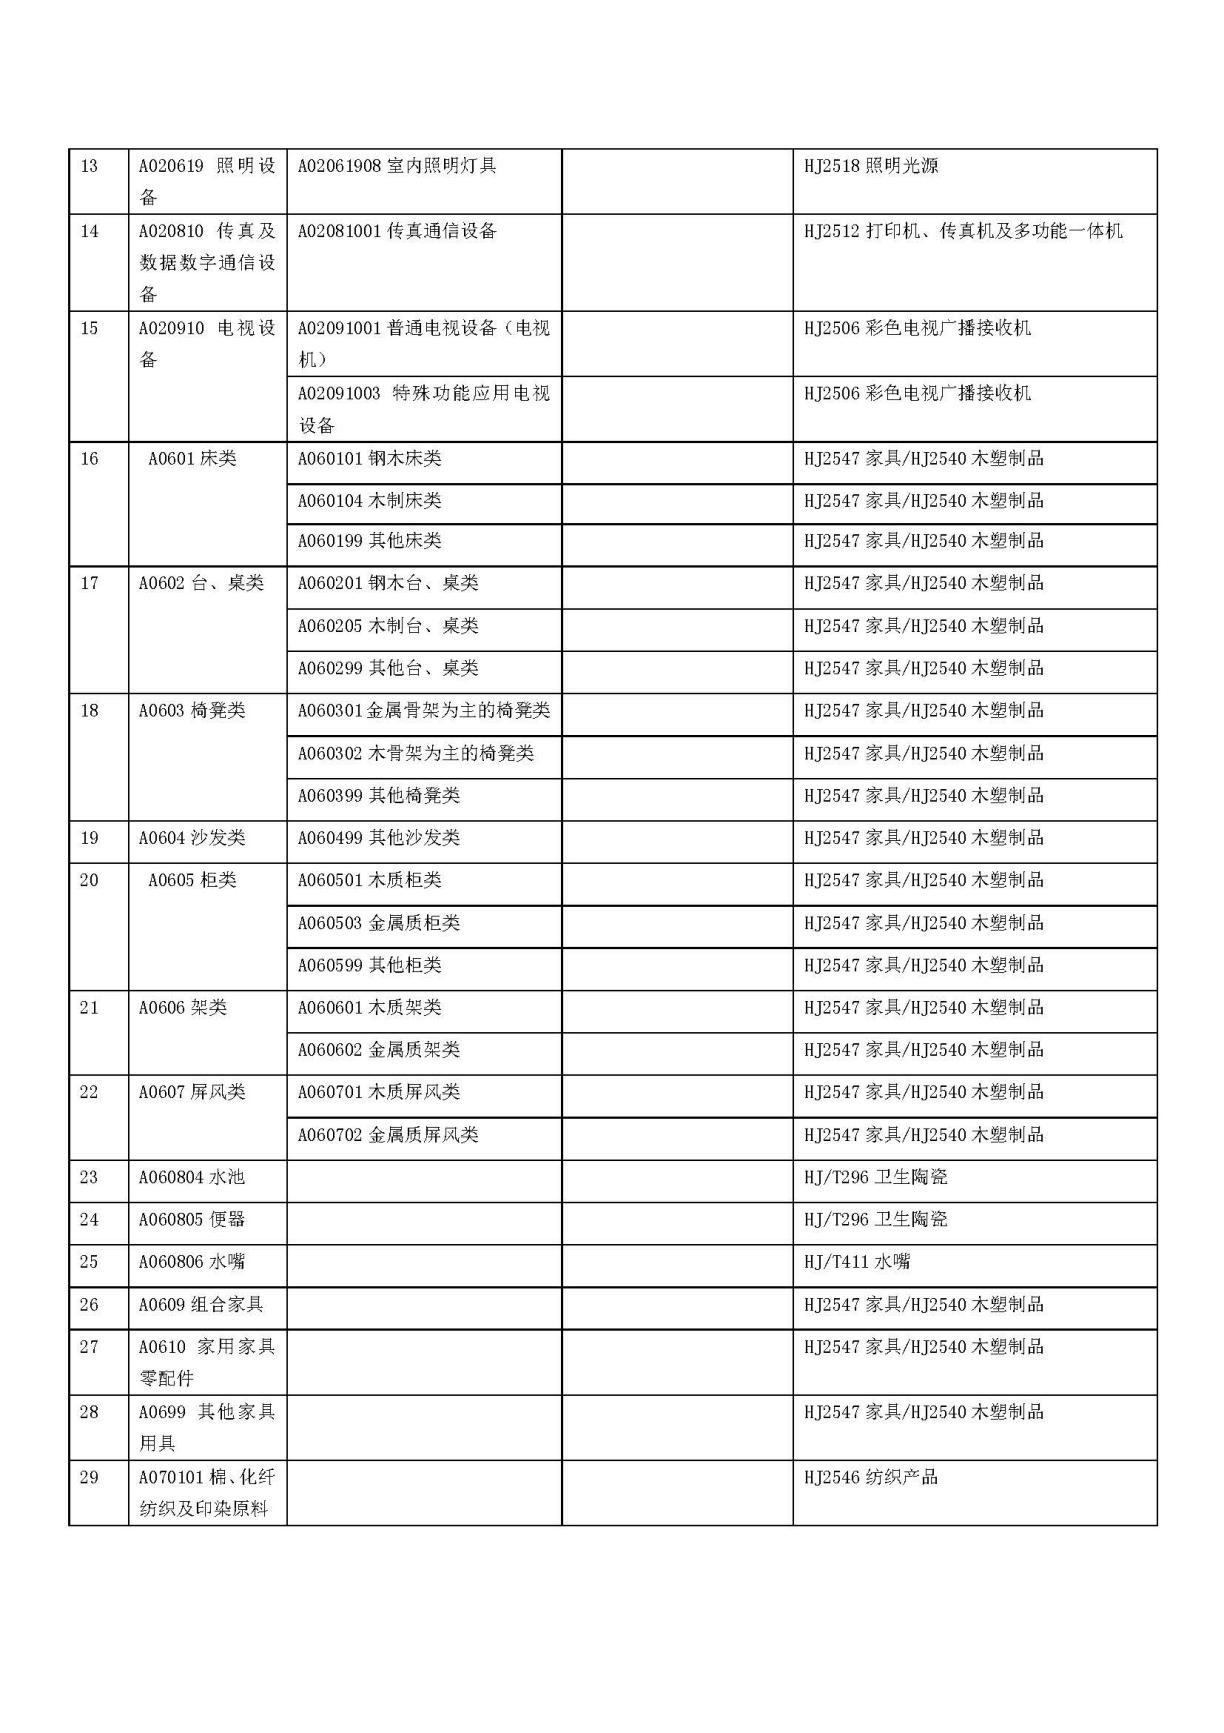 13 A020619 照明设 A02061908 室内照明灯具 HJ2518 照明光源
备
14 A020810 传真及 A02081001 传真通信设备 HJ2512 打印机、传真机及多功能一体机
数据数字通信设
备
15 A020910 电视设 A02091001 普通电视设备（电视 HJ2506 彩色电视广播接收机
备 机）
A02091003 特殊功能应用电视 HJ2506 彩色电视广播接收机
设备
16 A0601 床类 A060101 钢木床类 HJ2547 家具/HJ2540 木塑制品
A060104 木制床类 HJ2547 家具/HJ2540 木塑制品
A060199 其他床类 HJ2547 家具/HJ2540 木塑制品
17 A0602 台、桌类 A060201 钢木台、桌类 HJ2547 家具/HJ2540 木塑制品
A060205 木制台、桌类 HJ2547 家具/HJ2540 木塑制品
A060299 其他台、桌类 HJ2547 家具/HJ2540 木塑制品
18 A0603 椅凳类 A060301 金属骨架为主的椅凳类 HJ2547 家具/HJ2540 木塑制品
A060302 木骨架为主的椅凳类 HJ2547 家具/HJ2540 木塑制品
A060399 其他椅凳类 HJ2547 家具/HJ2540 木塑制品
19 A0604 沙发类 A060499 其他沙发类 HJ2547 家具/HJ2540 木塑制品
20 A0605 柜类 A060501 木质柜类 HJ2547 家具/HJ2540 木塑制品
A060503 金属质柜类 HJ2547 家具/HJ2540 木塑制品
A060599 其他柜类 HJ2547 家具/HJ2540 木塑制品
21 A0606 架类 A060601 木质架类 HJ2547 家具/HJ2540 木塑制品
A060602 金属质架类 HJ2547 家具/HJ2540 木塑制品
22 A0607 屏风类 A060701 木质屏风类 HJ2547 家具/HJ2540 木塑制品
A060702 金属质屏风类 HJ2547 家具/HJ2540 木塑制品
23 A060804 水池 HJ/T296 卫生陶瓷
24 A060805 便器 HJ/T296 卫生陶瓷
25 A060806 水嘴 HJ/T411 水嘴
26 A0609 组合家具 HJ2547 家具/HJ2540 木塑制品
27 A0610 家用家具 HJ2547 家具/HJ2540 木塑制品
零配件
28 A0699 其他家具 HJ2547 家具/HJ2540 木塑制品
用具
29 A070101 棉、化纤 HJ2546 纺织产品
纺织及印染原料